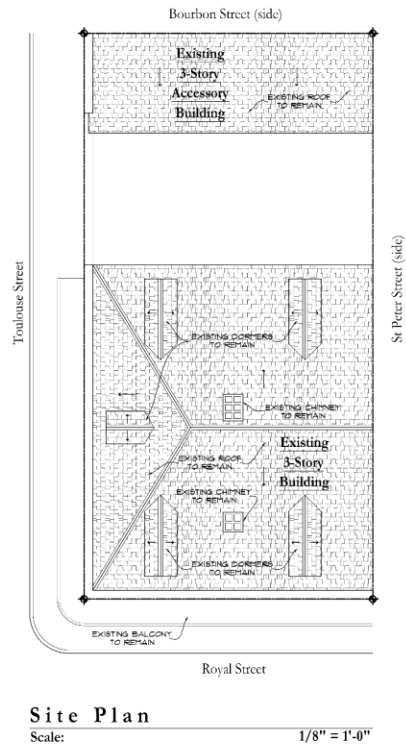 Bourbon Street (side)
Existing
3-Story
Accessory
Building
EXISTING ROOF
TO REMAIN
Toulouse Street
St Peter Street (side)
EXISTING DORMERS
TO REMAIN
EXISTING CHIMNEY
TO REMAIN
Existing
3-Story
Building
EXISTING ROOF
TO REMAIN
EXISTING CHIMNEY
TO REMAIN
EXISTING DORMERS
TO REMAIN
EXISTING BALCONY
TO REMAIN
Royal Street
Site Plan
Scale:
1/8" = 1'-0"